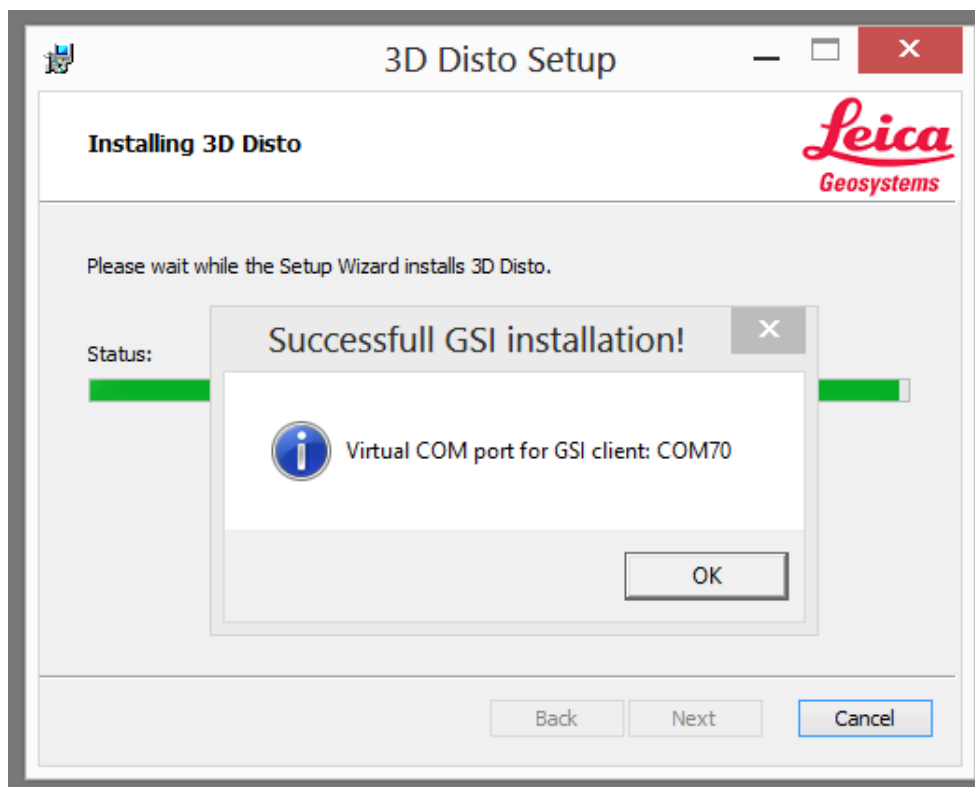 3D Disto Setup
Installing 3D Disto
Leica
Geosystems
Please wait while the Setup Wizard installs 3D Disto.
Status:
Successfull GSI installation!
Virtual COM port for GSI client: COM70
OK
Back Next Cancel